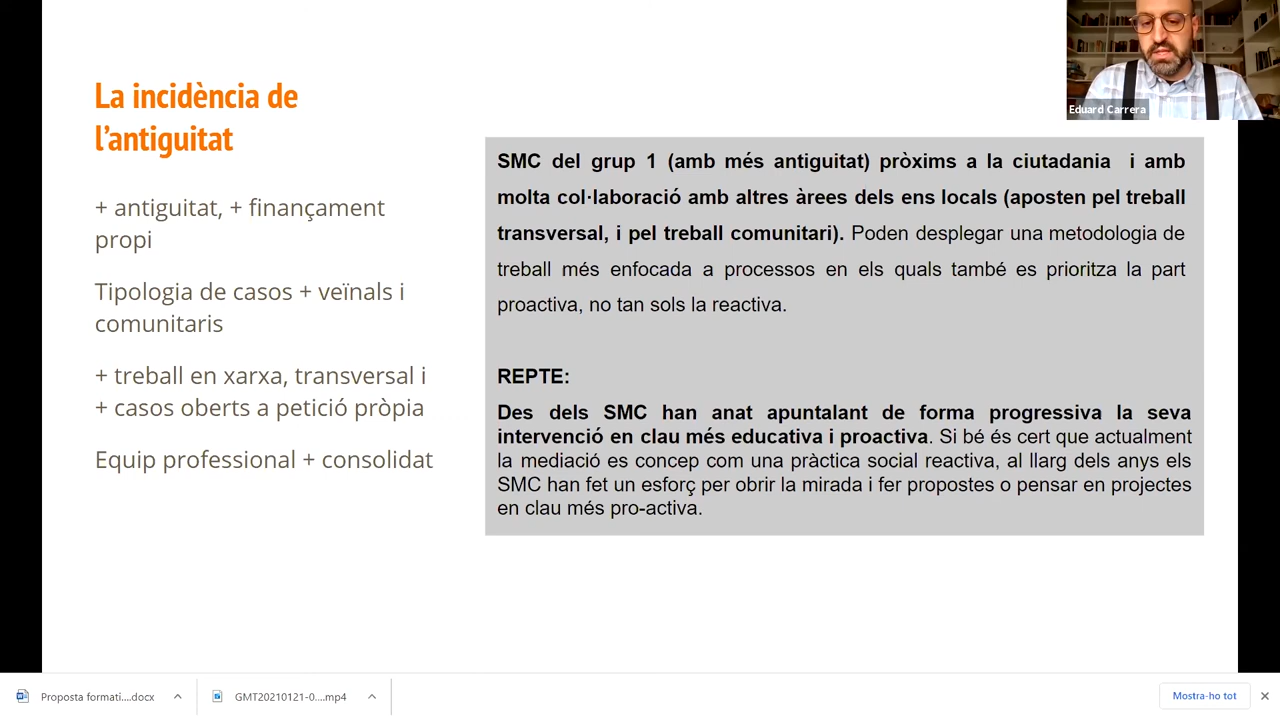 La incidència de
l’antiguitat
+ antiguitat, + finançament
propi
Tipologia de casos + veïnals i
comunitaris
+ treball en xarxa, transversal i
+ casos oberts a petició pròpia
Equip professional + consolidat
Eduard Carrera
SMC del grup 1 (amb més antiguitat) pròxims a la ciutadania i amb
molta col·laboració amb altres àrees dels ens locals (aposten pel treball
transversal, i pel treball comunitari). Poden desplegar una metodologia de
treball més enfocada a processos en els quals també es prioritza la part
proactiva, no tan sols la reactiva.
REPTE:
Des dels SMC han anat apuntalant de forma progressiva la seva
intervenció en clau més educativa i proactiva. Si bé és cert que actualment
la mediació es concep com una pràctica social reactiva, al llarg dels anys els
SMC han fet un esforç per obrir la mirada i fer propostes o pensar en projectes
en clau més pro-activa.
Proposta formati....docx
GMT20210121-0....mp4
Mostra-ho tot